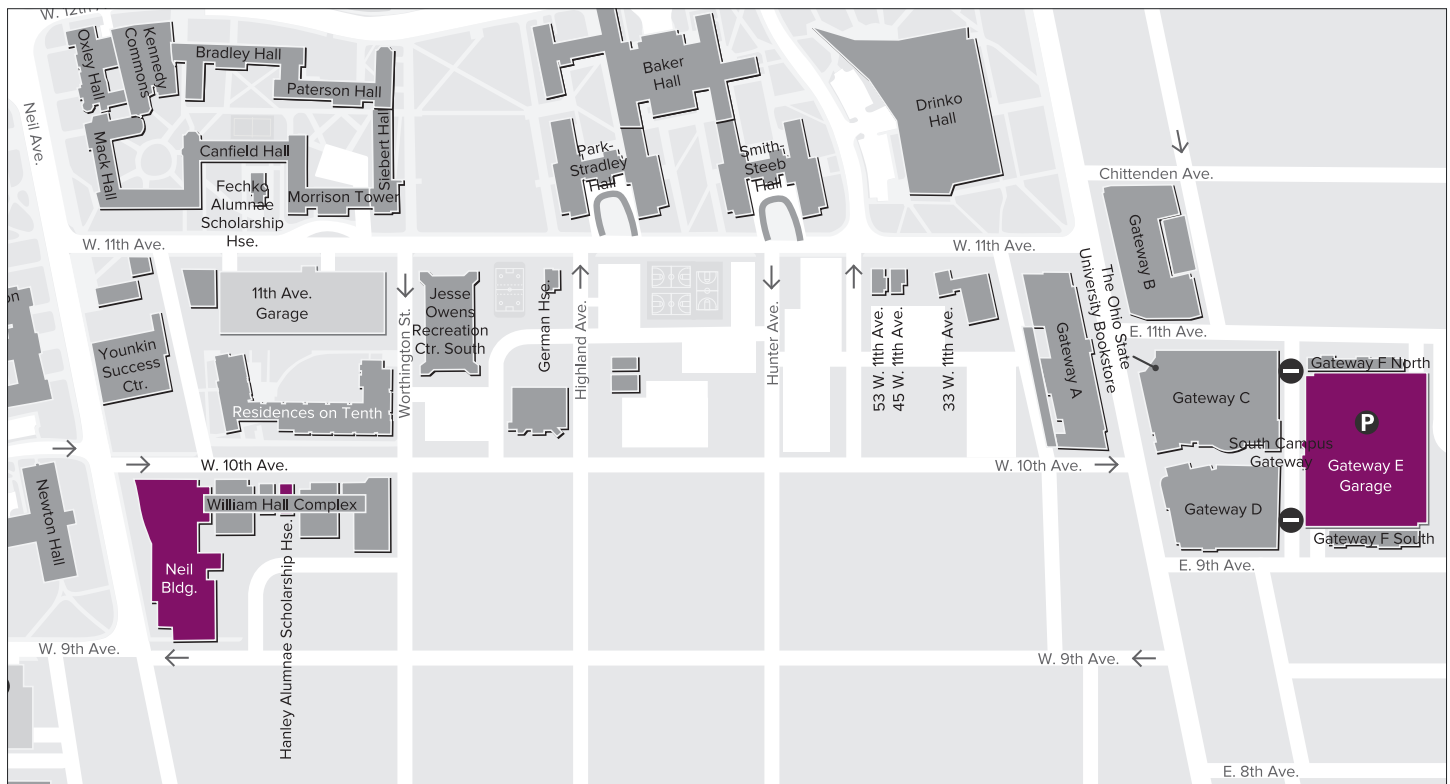 W. 12th A
Oxley Hall
Kennedy
Commons
Bradley Hall
Paterson Hall
Siebert Hall
Mack Hall
Canfield Hall
Fechko
Alumnae
Scholarship
Hse.
Morrison Tower
Neil Ave.
Baker
Hall
Park-
Stradley
Hall
Smith-
Steeb
Hall
Drinko
Hall
Chittenden Ave.
W. 11th Ave.
W. 11th Ave.
Gateway B
The Ohio State
University Bookstore
E. 11th Ave.
on
11th Ave.
Garage
Younkin
Success
Ctr.
Residences on Tenth
Worthington St.
Jesse
Owens
Recreation
Ctr. South
German Hse.
Highland Ave.
Hunter Ave.
53 W. 11th Ave.
45 W. 11th Ave.
33 W. 11th Ave.
Gateway A
Gateway C
Gateway F North
P
South Campus
Gateway
Gateway E
Garage
Gateway D
Gateway F South
W. 10th Ave.
W. 10th Ave.
Newton Hall
William Hall Complex
Hanley Alumnae Scholarship Hse.
Neil
Bldg.
E. 9th Ave.
W. 9th Ave.
W. 9th Ave.
E. 8th Ave.